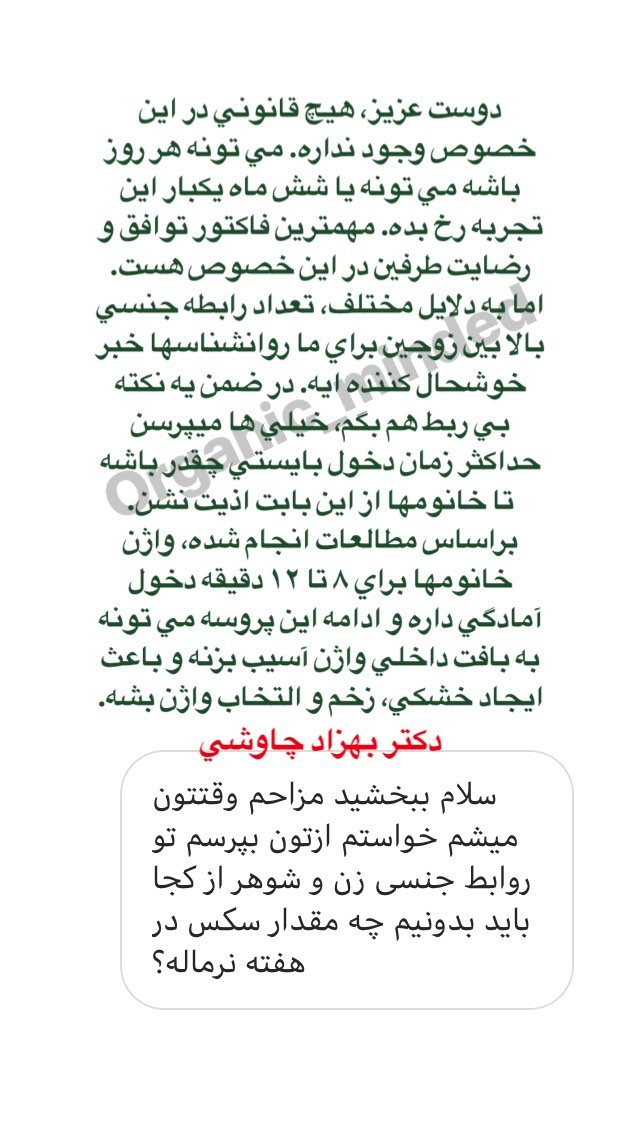 دوست عزيز، هيچ قانوني در اين
خصوص وجود نداره. مي تونه هر روز
باشه مي تونه يا شش ماه يكبار اين
تجربه رخ بده. مهمترين فاكتور توافق و
رضايت طرفين در اين خصوص هست.
اما به دلايل مختلف، تعداد رابطه جنسي
بالا بين زوجين براي ما روانشناسها خبر
خوشحال كننده ايه. در ضمن يه نكته
بي ربط هم بگم، خيلي ها ميپرسن
حداكثر زمان دخول بايستي چقدر باشه
تا خانومها از اين بابت اذيت نشن.
براساس مطالعات انجام شده، واژن
خانومها براي ۸ تا ۱۲ دقيقه دخول
آمادگي داره و ادامه اين پروسه مي تونه
به بافت داخلي واژن آسيب بزنه و باعث
ايجاد خشكي، زخم و التخاب واژن بشه.
دكتر بهزاد چاوشي
Organic_minded
سلام ببخشید مزاحم وقتتون
میشم خواستم ازتون بپرسم تو
روابط جنسی زن و شوهر از کجا
باید بدونیم چه مقدار سکس در
هفته نرماله؟